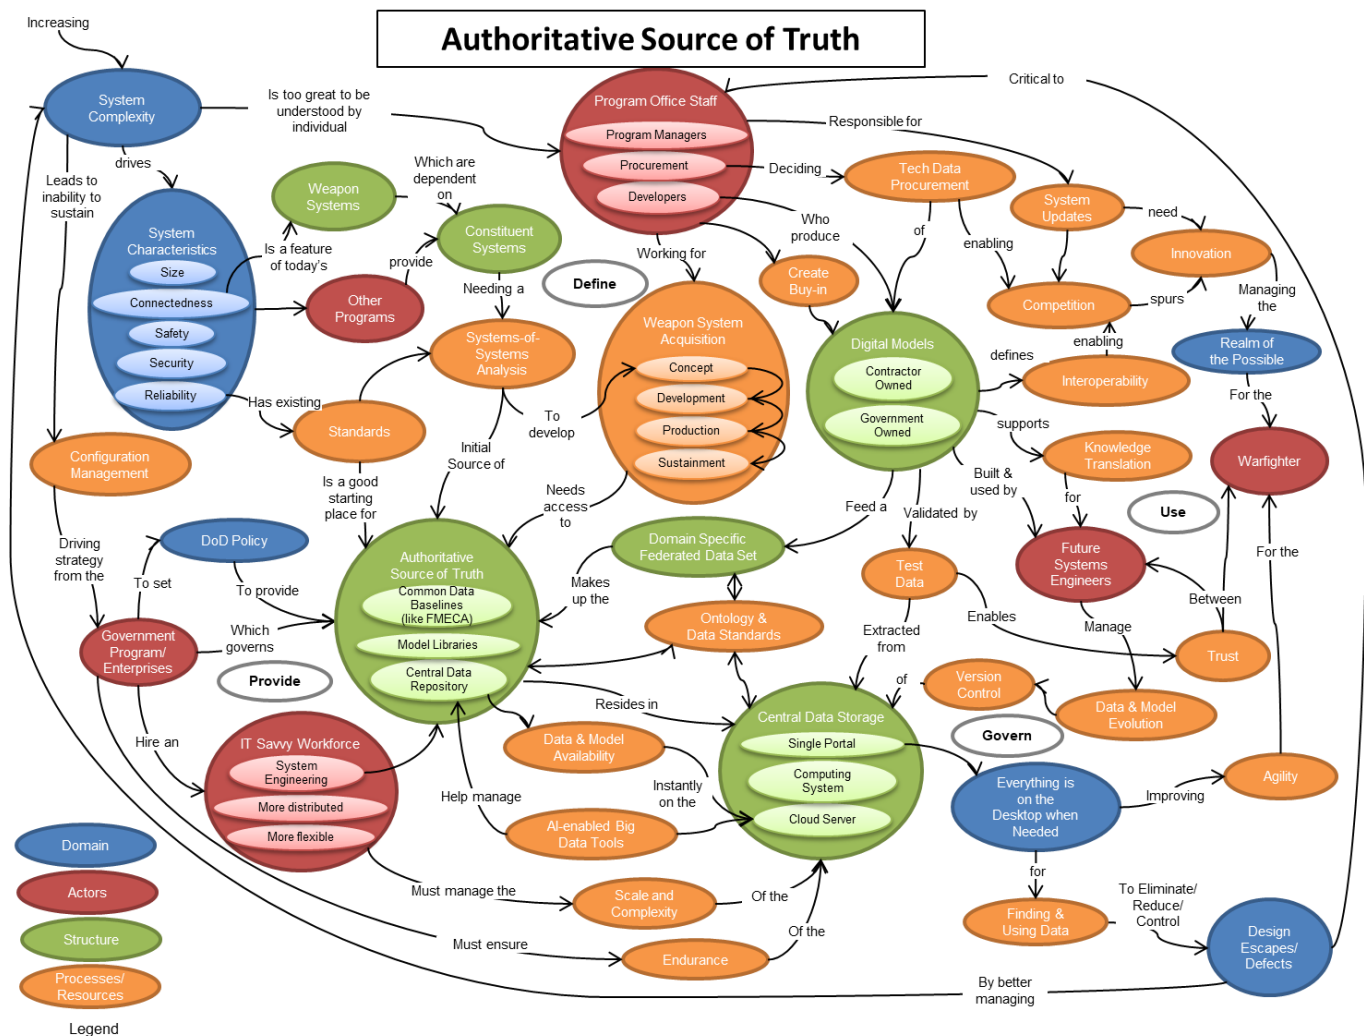 Authoritative Source of Truth
Increasing
System
Complexity
Is too great to be
understood by
individual
Program Office Staff
Program Managers
Procurement
Developers
Critical to
Responsible for
Deciding
Tech Data
Procurement
System
Updates
need
Innovation
drives
Leads to
inability to
sustain
Weapon
Systems
Which are
dependent
on
Constituent
Systems
System
Characteristics
Size
Connectedness
Safety
Security
Reliability
Is a feature
of today's
provide
Other
Programs
Needing a
Define
Working for
Who
produce
of
enabling
Create
Buy-in
Competition
spurs
Managing
the
Realm of
the Possible
Systems-of-
Systems
Analysis
Weapon System
Acquisition
Concept
Development
Production
Sustainment
Digital Models
Contractor
Owned
Government
Owned
defines
enabling
Interoperability
For the
Has existing
Standards
To
develop
Initial
Source of
supports
Knowledge
Translation
Warfighter
Configuration
Management
Is a good
starting
place for
Needs
access to
Feed a
Validated by
Built &
used by
for
Use
Driving
strategy
from the
DoD Policy
To set
To provide
Authoritative
Source of Truth
Common Data
Baselines
(like FMECA)
Model Libraries
Central Data
Repository
Domain Specific
Federated Data Set
Makes
up the
Test
Data
Future
Systems
Engineers
For the
Between
Government
Program/
Enterprises
Which
governs
Provide
Ontology &
Data Standards
Extracted
from
Enables
Manage
Trust
Resides in
Version
Control
of
Data & Model
Evolution
Govern
Hire an
IT Savvy Workforce
System
Engineering
More distributed
More flexible
Data & Model
Availability
Central Data Storage
Single Portal
Computing
System
Cloud Server
Help manage
Instantly
on the
AI-enabled Big
Data Tools
Everything is
on the
Desktop when
Needed
Improving
Agility
Must manage the
Scale and
Complexity
Of the
for
To Eliminate/
Reduce/
Control
Finding &
Using Data
Must ensure
Endurance
Of the
Design
Escapes/
Defects
By better
managing
Domain
Actors
Structure
Processes/
Resources
Legend